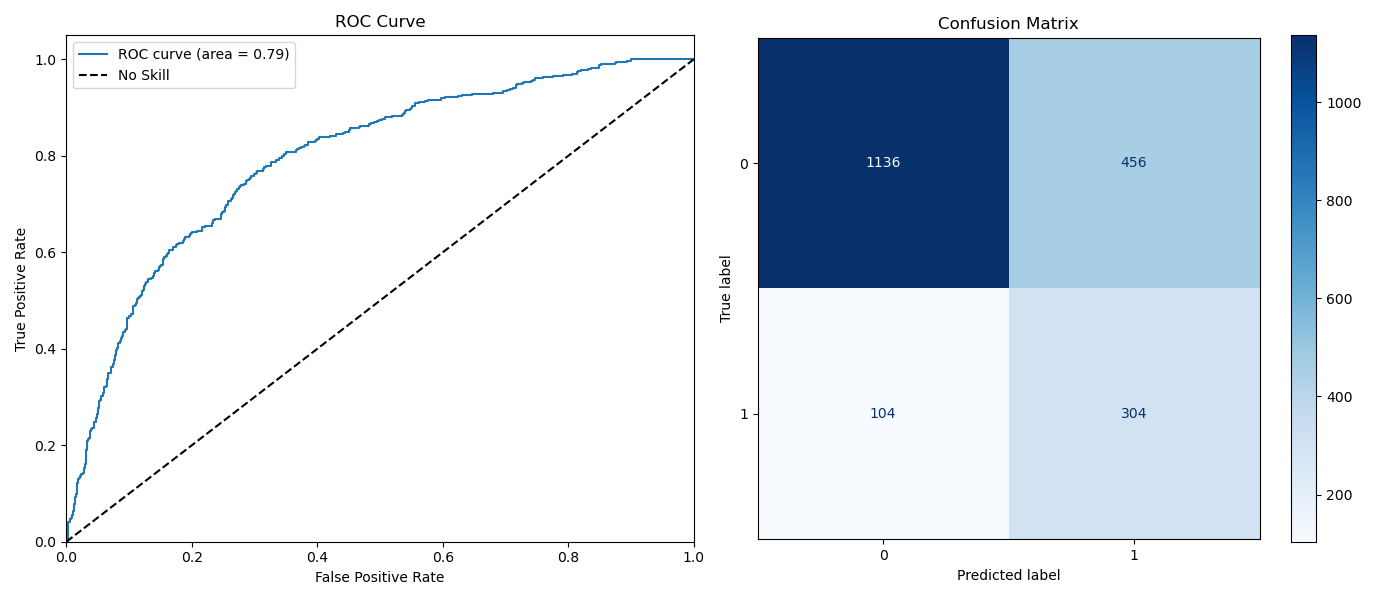 ROC Curve
ROC curve (area = 0.79)
No Skill
True Positive Rate
1.0
0.8
0.6
0.4
0.2
0.0
0.0 0.2 0.4 0.6 0.8 1.0
False Positive Rate
Confusion Matrix
True label
0
1
1136 456
104 304
0 1
Predicted label
1000
800
600
400
200